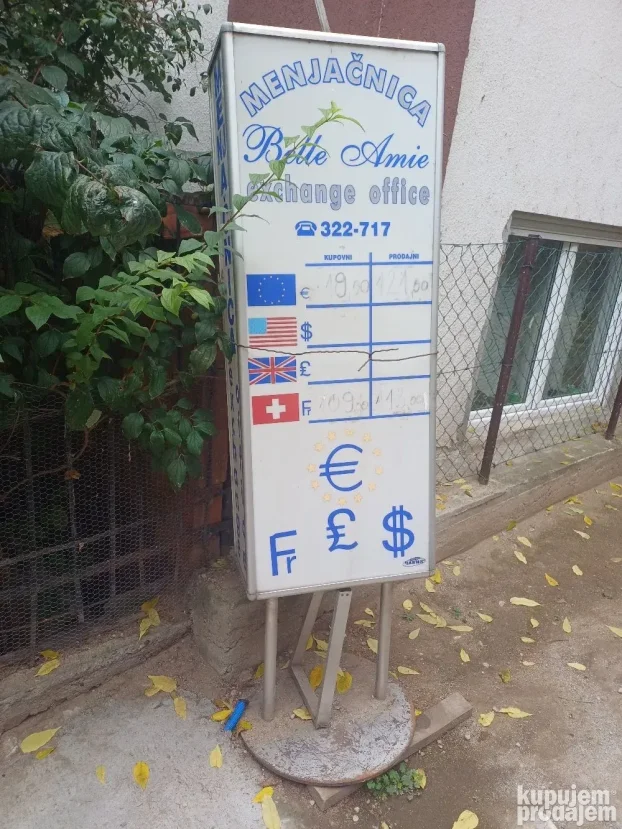 MENJAČNICA
Belle Amie
exchange office
☎ 322-717
KUPOVNI PRODAJNI
€
$
£
Fr
€
£
Fr $
kupujem
prodajem